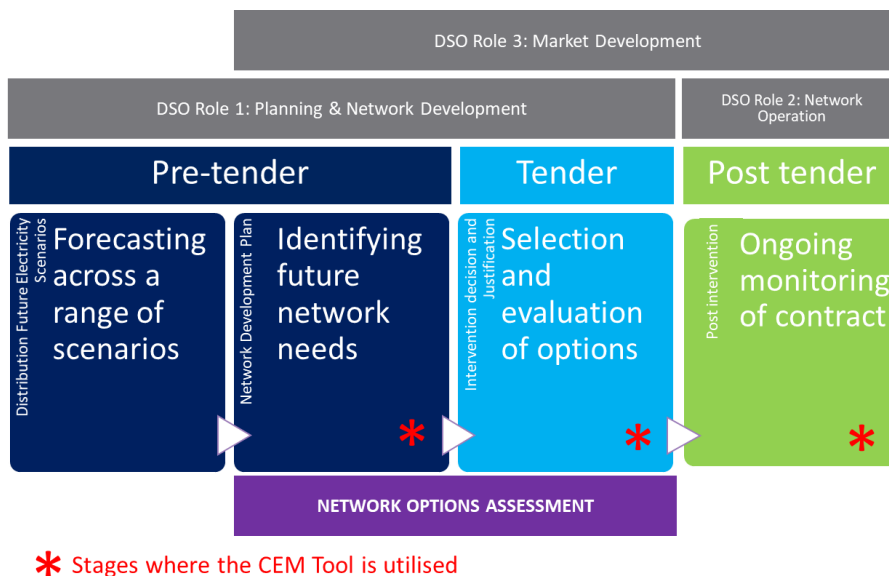 DSO Role 3: Market Development
DSO Role 1: Planning & Network Development
DSO Role 2: Network
Operation
Pre-tender
Tender
Post tender
Distribution Future Electricity
Scenarios
Forecasting
across a
range of
scenarios
Network Development Plan
Identifying
future
network
needs
*
Intervention decision and
Justification
Selection
and
evaluation
of options
*
Post intervention
Ongoing
monitoring
of contract
*
NETWORK OPTIONS ASSESSMENT
* Stages where the CEM Tool is utilised